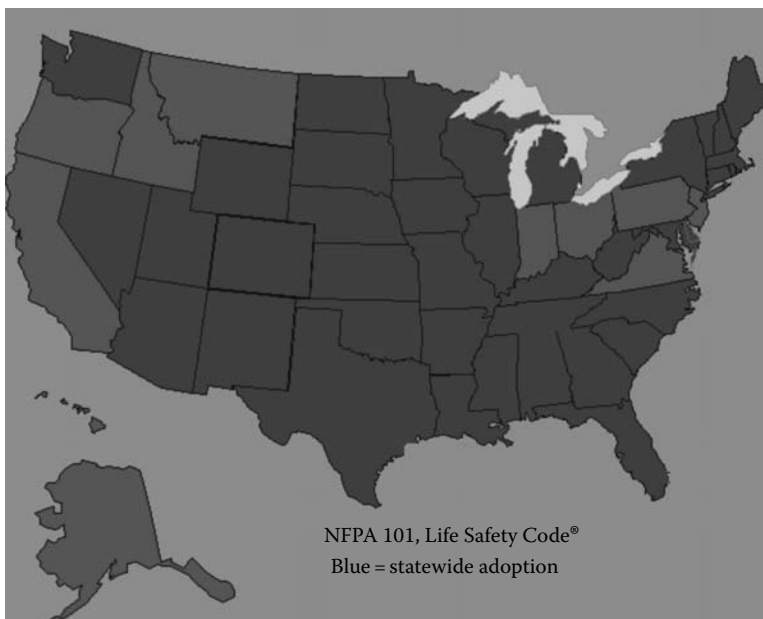 NFPA 101, Life Safety Code®
Blue = statewide adoption